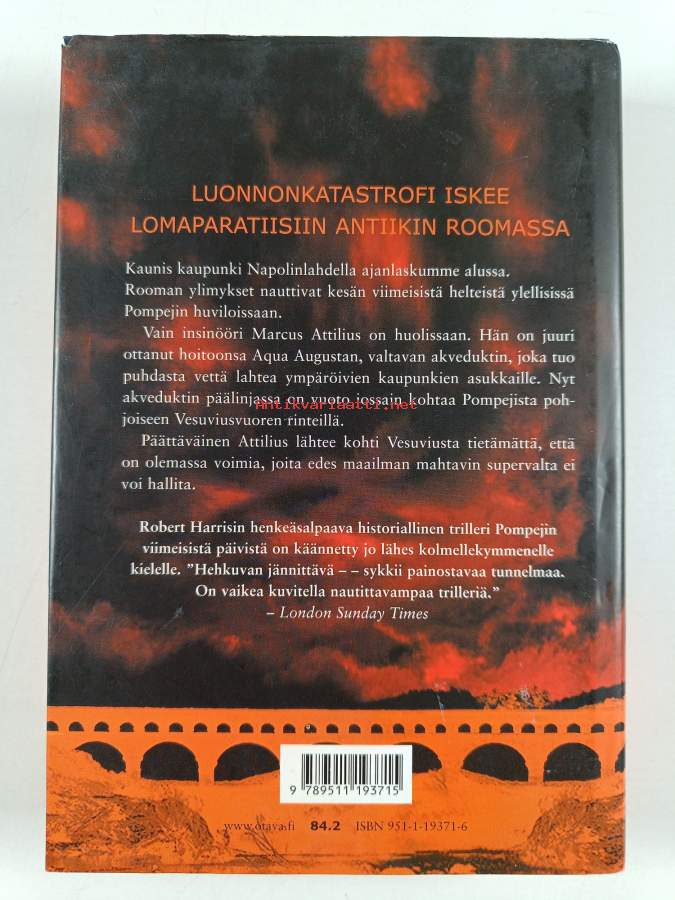 LUONNONKATASTROFI ISKEE
LOMAPARATIISIIN ANTIIKIN ROOMASSA
Kaunis kaupunki Napolinlahdella ajanlaskumme alussa.
Rooman ylimykset nauttivat kesän viimeisistä helteistä ylellisissä
Pompejin huviloissaan.
Vain insinööri Marcus Attilius on huolissaan. Hän on juuri
ottanut hoitoonsa Aqua Augustan, valtavan akveduktin, joka tuo
puhdasta vettä lahtea ympäröivien kaupunkien asukkaille. Nyt
akveduktin päälinjassa on vuoto jossain kohtaa Pompejista poh-
Antikvariaatti.net
joiseen Vesuviusvuoren rinteillä.
Päättäväinen Attilius lähtee kohti Vesuviusta tietämättä, että
on olemassa voimia, joita edes maailman mahtavin supervalta ei
voi hallita.
Robert Harrisin henkeäsalpaava historiallinen trilleri Pompejin
viimeisistä päivistä on käännetty jo lähes kolmellekymmenelle
kielelle. ”Hehkuvan jännittävä – – sykkii painostavaa tunnelmaa.
On vaikea kuvitella nautittavampaa trilleriä.”
– London Sunday Times
9 789511 193715
www.otava.fi 84.2 ISBN 951-1-19371-6